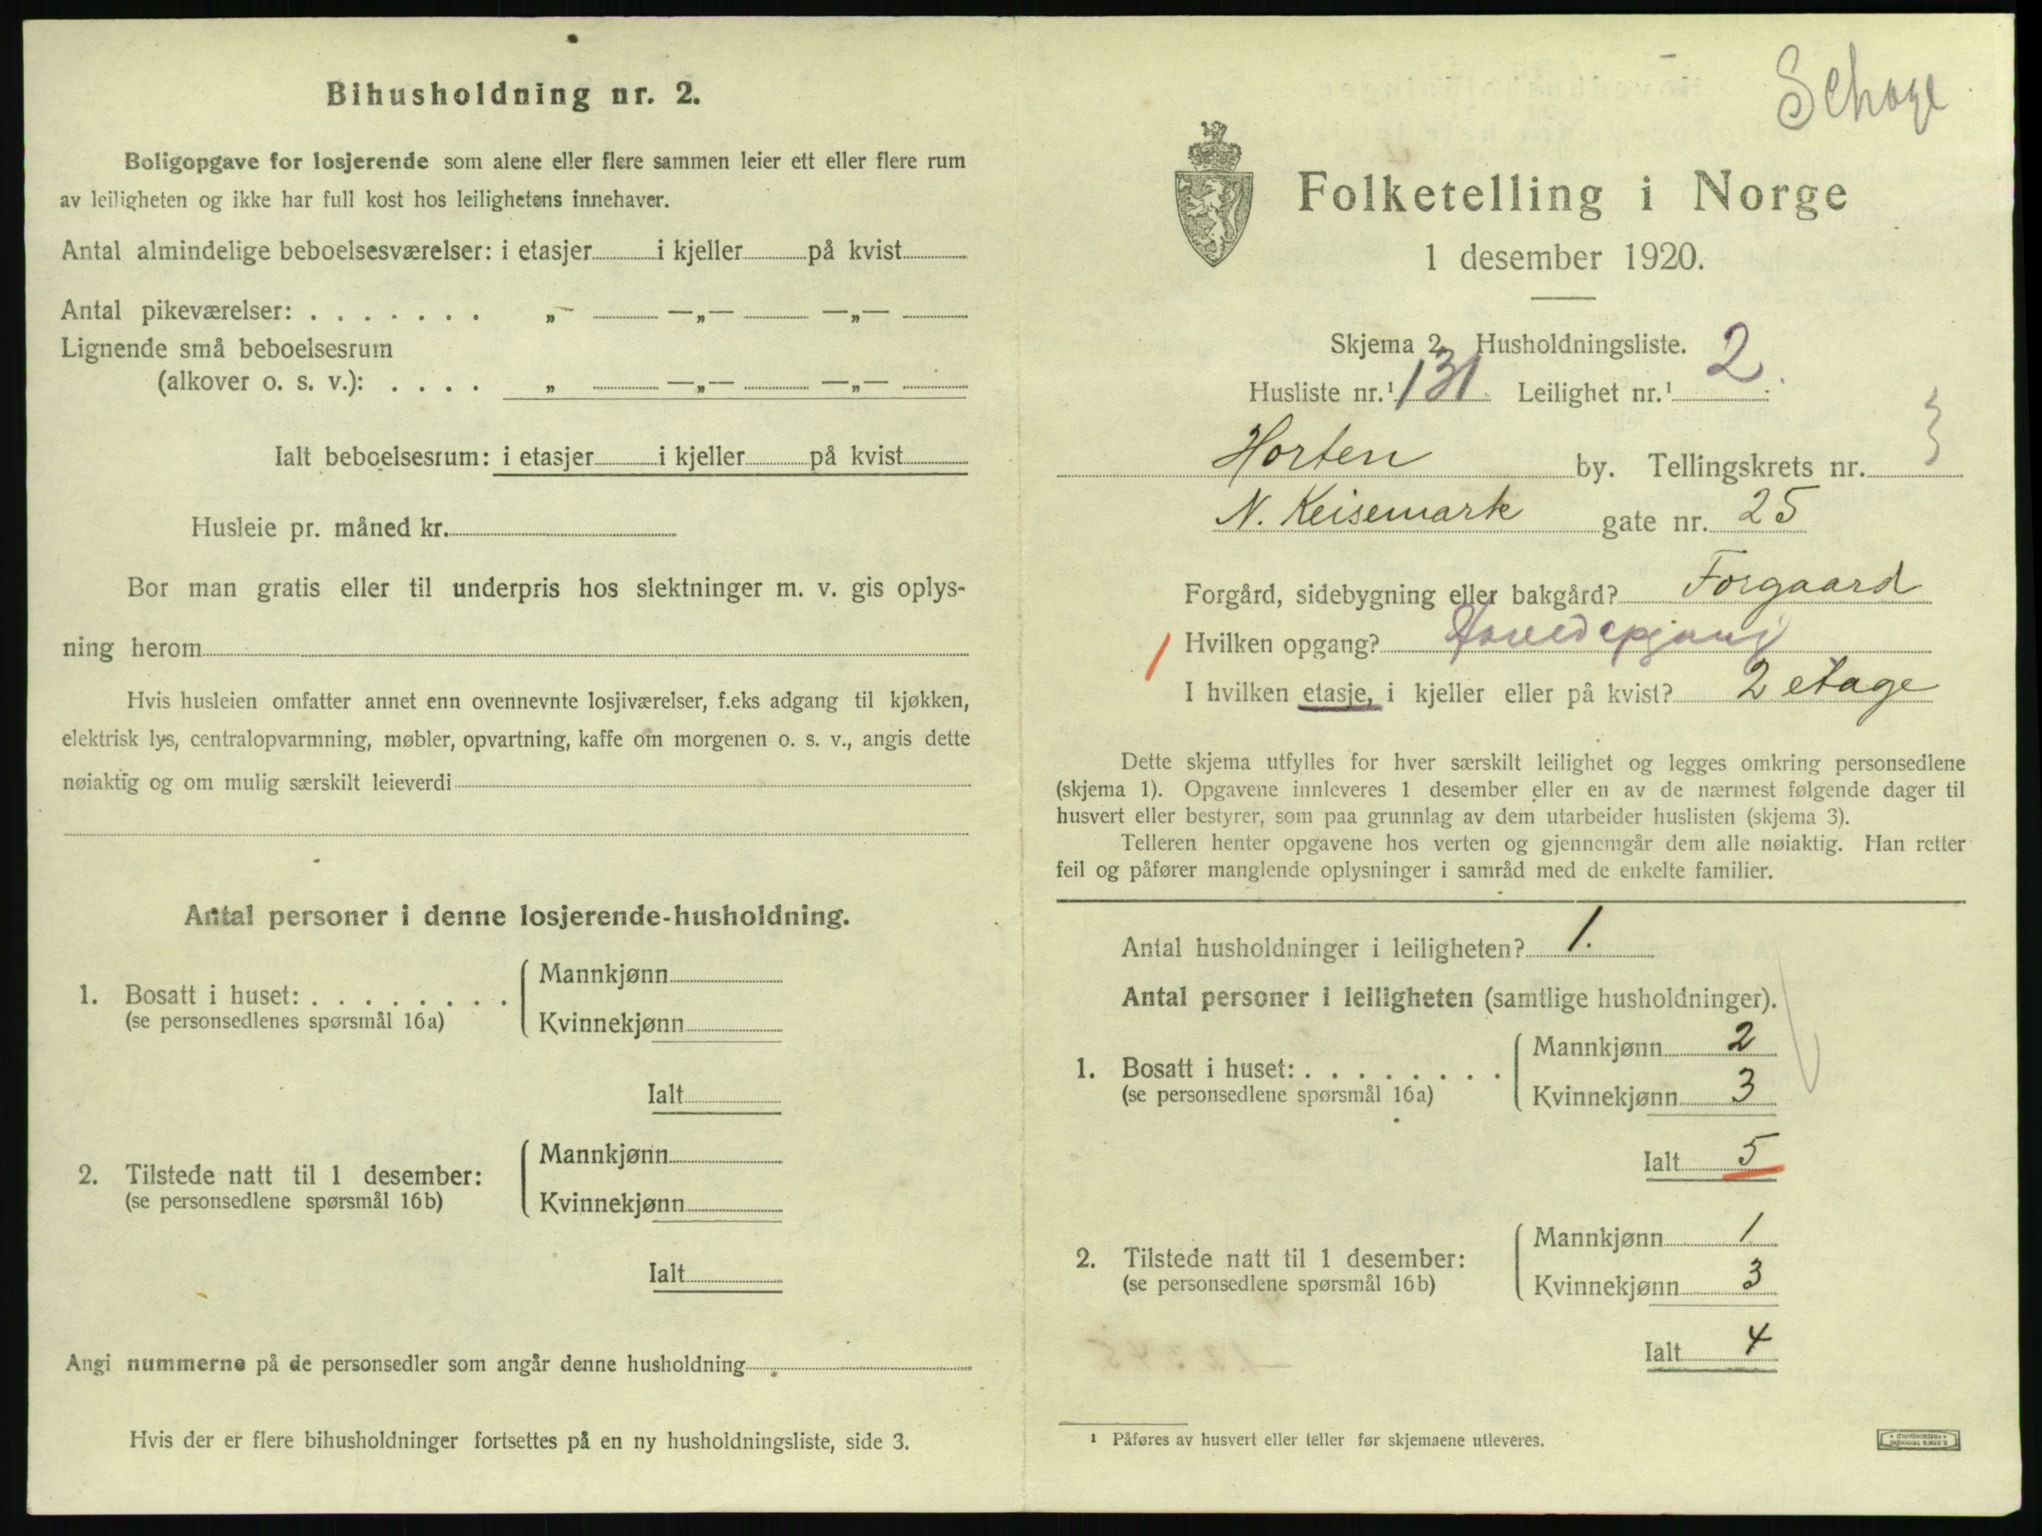 Bihusholdning nr. 2.
Boligopgave for losjerende som alene eller flere sammen leier ett eller flere rum
av leiligheten og ikke har full kost hos leilighetens innehaver.
Antal almindelige beboelsesværelser: i etasjer i kjeller på kvist
Antal pikeværelser: . . . . . . . „ —„— —„—
Lignende små beboelsesrum
(alkover o. s. v.): . . . . „ —„— —„—
Ialt beboelsesrum: i etasjer i kjeller på kvist
Husleie pr. måned kr.
Bor man gratis eller til underpris hos slektninger m. v. gis oplys-
ning herom
Hvis husleien omfatter annet enn ovennevnte losjiværelser, f.eks adgang til kjøkken,
elektrisk lys, centralopvarmning, møbler, opvartning, kaffe om morgenen o. s. v., angis dette
nøiaktig og om mulig særskilt leieverdi
Antal personer i denne losjerende-husholdning.
1. Bosatt i huset: . . . . . . . .
(se personsedlenes spørsmål 16a)
Mannkjønn
Kvinnekjønn
Ialt
2. Tilstede natt til 1 desember:
(se personsedlene spørsmål 16b)
Mannkjønn
Kvinnekjønn
Ialt
Angi nummerne på de personsedler som angår denne husholdning
Hvis der er flere bihusholdninger fortsettes på en ny husholdningsliste, side 3.
Folketelling i Norge
1 desember 1920.
Skjema 2. Husholdningsliste.
Husliste nr.¹ 131 Leilighet nr.¹ 2
Horten by. Tellingskrets nr. 3
N. Keisemark gate nr. 25
Forgård, sidebygning eller bakgård? Forgaard
Hvilken opgang?
I hvilken etasje, i kjeller eller på kvist? 2 etage
Dette skjema utfylles for hver særskilt leilighet og legges omkring personsedlene
(skjema 1). Opgavene innleveres 1 desember eller en av de nærmest følgende dager til
husvert eller bestyrer, som paa grunnlag av dem utarbeider huslisten (skjema 3).
Telleren henter opgavene hos verten og gjennemgår dem alle nøiaktig. Han retter
feil og påfører manglende oplysninger i samråd med de enkelte familier.
Antal husholdninger i leiligheten? 1.
Antal personer i leiligheten (samtlige husholdninger).
1. Bosatt i huset: . . . . . . . .
(se personsedlene spørsmål 16a)
Mannkjønn 2
Kvinnekjønn 3
Ialt 5
2. Tilstede natt til 1 desember:
(se personsedlene spørsmål 16b)
Mannkjønn 1
Kvinnekjønn 3
Ialt 4
¹ Påføres av husvert eller teller før skjemaene utleveres.